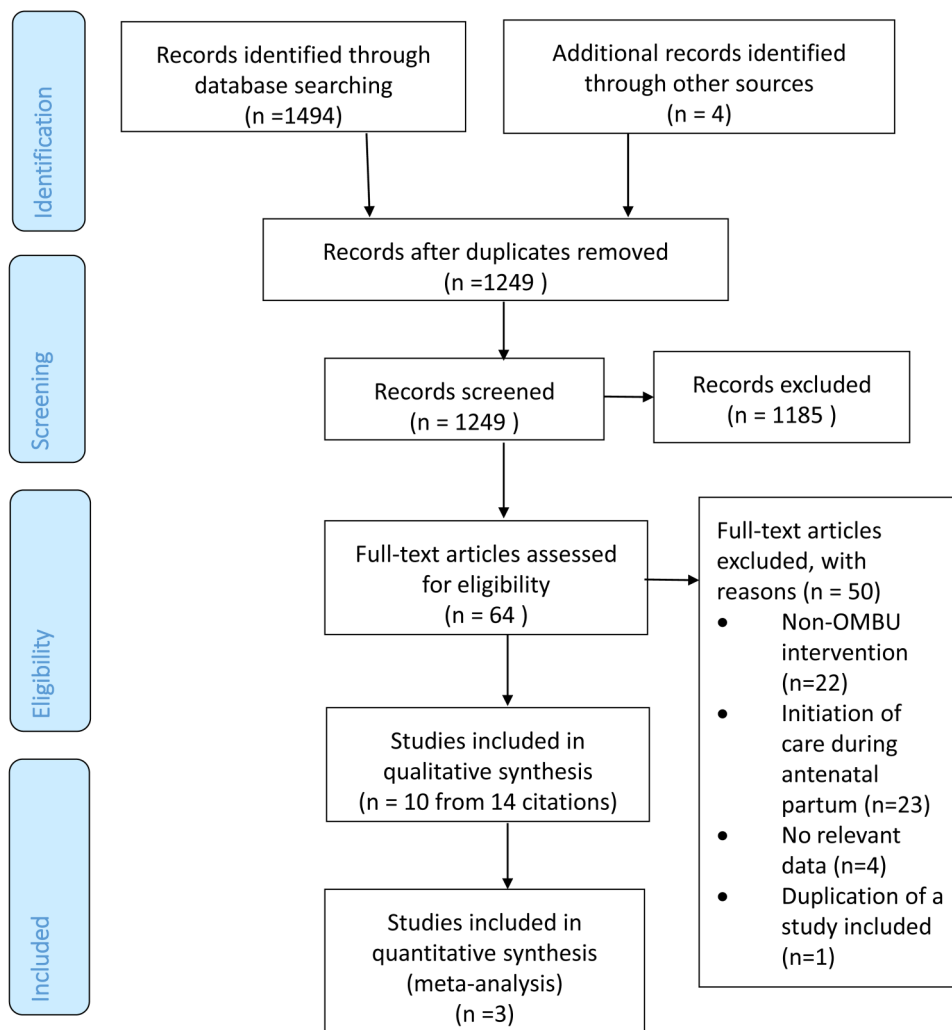 Identification
Records identified through
database searching
(n =1494)
Additional records identified
through other sources
(n = 4)
Records after duplicates removed
(n =1249 )
Screening
Records screened
(n = 1249 )
Records excluded
(n = 1185 )
Eligibility
Full-text articles assessed
for eligibility
(n = 64 )
Full-text articles
excluded, with
reasons (n = 50)
• Non-OMBU
intervention
(n=22)
• Initiation of
care during
antenatal
partum (n=23)
• No relevant
data (n=4)
• Duplication of a
study included
(n=1)
Studies included in
qualitative synthesis
(n = 10 from 14 citations)
Included
Studies included in
quantitative synthesis
(meta-analysis)
(n =3)